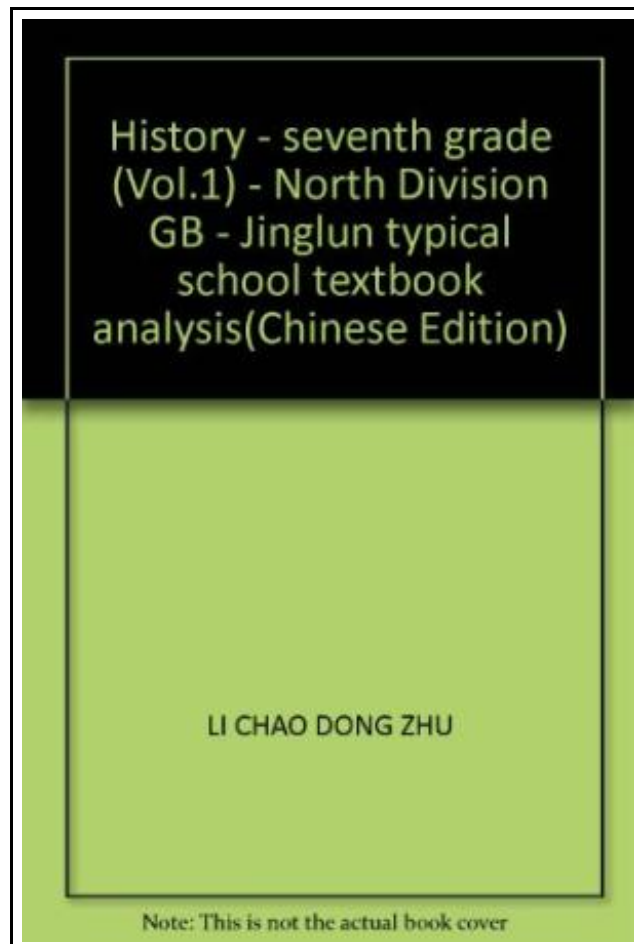 History - seventh grade
(Vol.1) - North Division
GB - Jinglun typical
school textbook
analysis(Chinese Edition)
LI CHAO DONG ZHU
Note: This is not the actual book cover